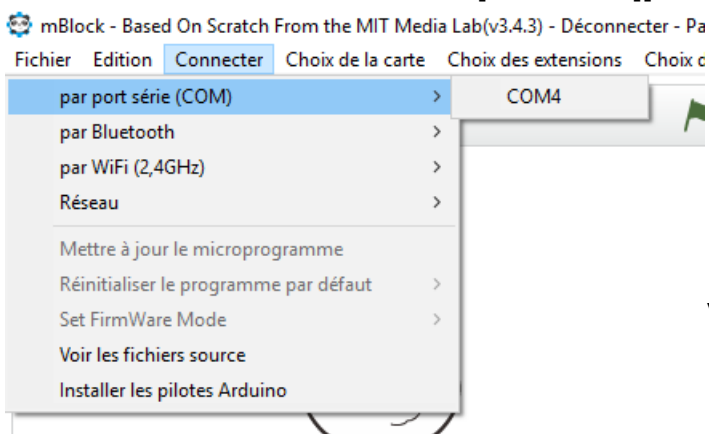 mBlock - Based On Scratch From the MIT Media Lab(v3.4.3) - Déconnecter - Pa
Fichier Edition Connecter Choix de la carte Choix des extensions Choix d
par port série (COM) > COM4
par Bluetooth >
par WiFi (2,4GHz) >
Réseau >
Mettre à jour le microprogramme
Réinitialiser le programme par défaut >
Set FirmWare Mode >
Voir les fichiers source
Installer les pilotes Arduino